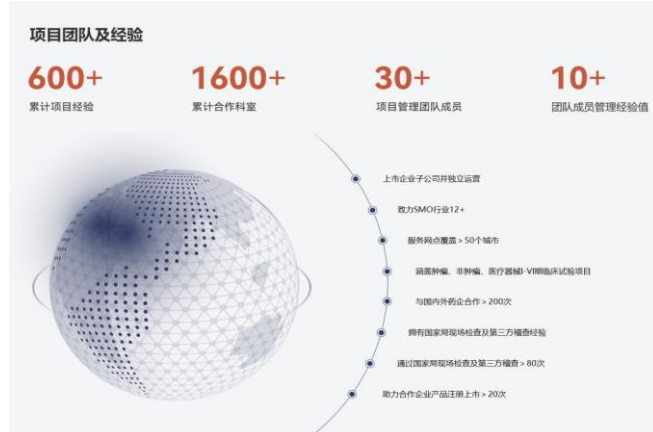 项目团队及经验
600+
1600+
30+
10+
累计项目经验
累计合作科室
项目管理团队成员
团队成员管理经验值
上市企业子公司并独立运营
致力SMO行业12+
服务网点覆盖＞50个城市
涵盖肿瘤、非肿瘤、医疗器械I-VI期临床试验项目
与国内外药企合作＞200次
拥有国家局现场检查及第三方稽查经验
通过国家局现场检查及第三方稽查＞80次
助力合作企业产品注册上市＞20次